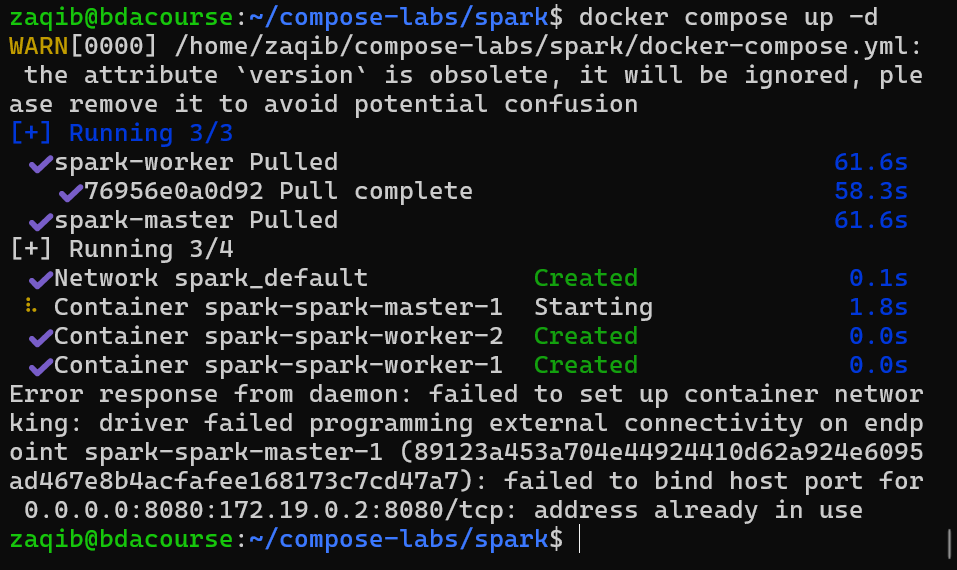 zaqib@bdacourse:~/compose-labs/spark$ docker compose up -d
WARN[0000] /home/zaqib/compose-labs/spark/docker-compose.yml:
 the attribute `version` is obsolete, it will be ignored, ple
ase remove it to avoid potential confusion
[+] Running 3/3
 ✔spark-worker Pulled 61.6s
 ✔76956e0a0d92 Pull complete 58.3s
 ✔spark-master Pulled 61.6s
[+] Running 3/4
 ✔Network spark_default Created 0.1s
 ⠧ Container spark-spark-master-1 Starting 1.8s
 ✔Container spark-spark-worker-2 Created 0.0s
 ✔Container spark-spark-worker-1 Created 0.0s
Error response from daemon: failed to set up container networ
king: driver failed programming external connectivity on endp
oint spark-spark-master-1 (89123a453a704e44924410d62a924e6095
ad467e8b4acfafee168173c7cd47a7): failed to bind host port for
 0.0.0.0:8080:172.19.0.2:8080/tcp: address already in use
zaqib@bdacourse:~/compose-labs/spark$